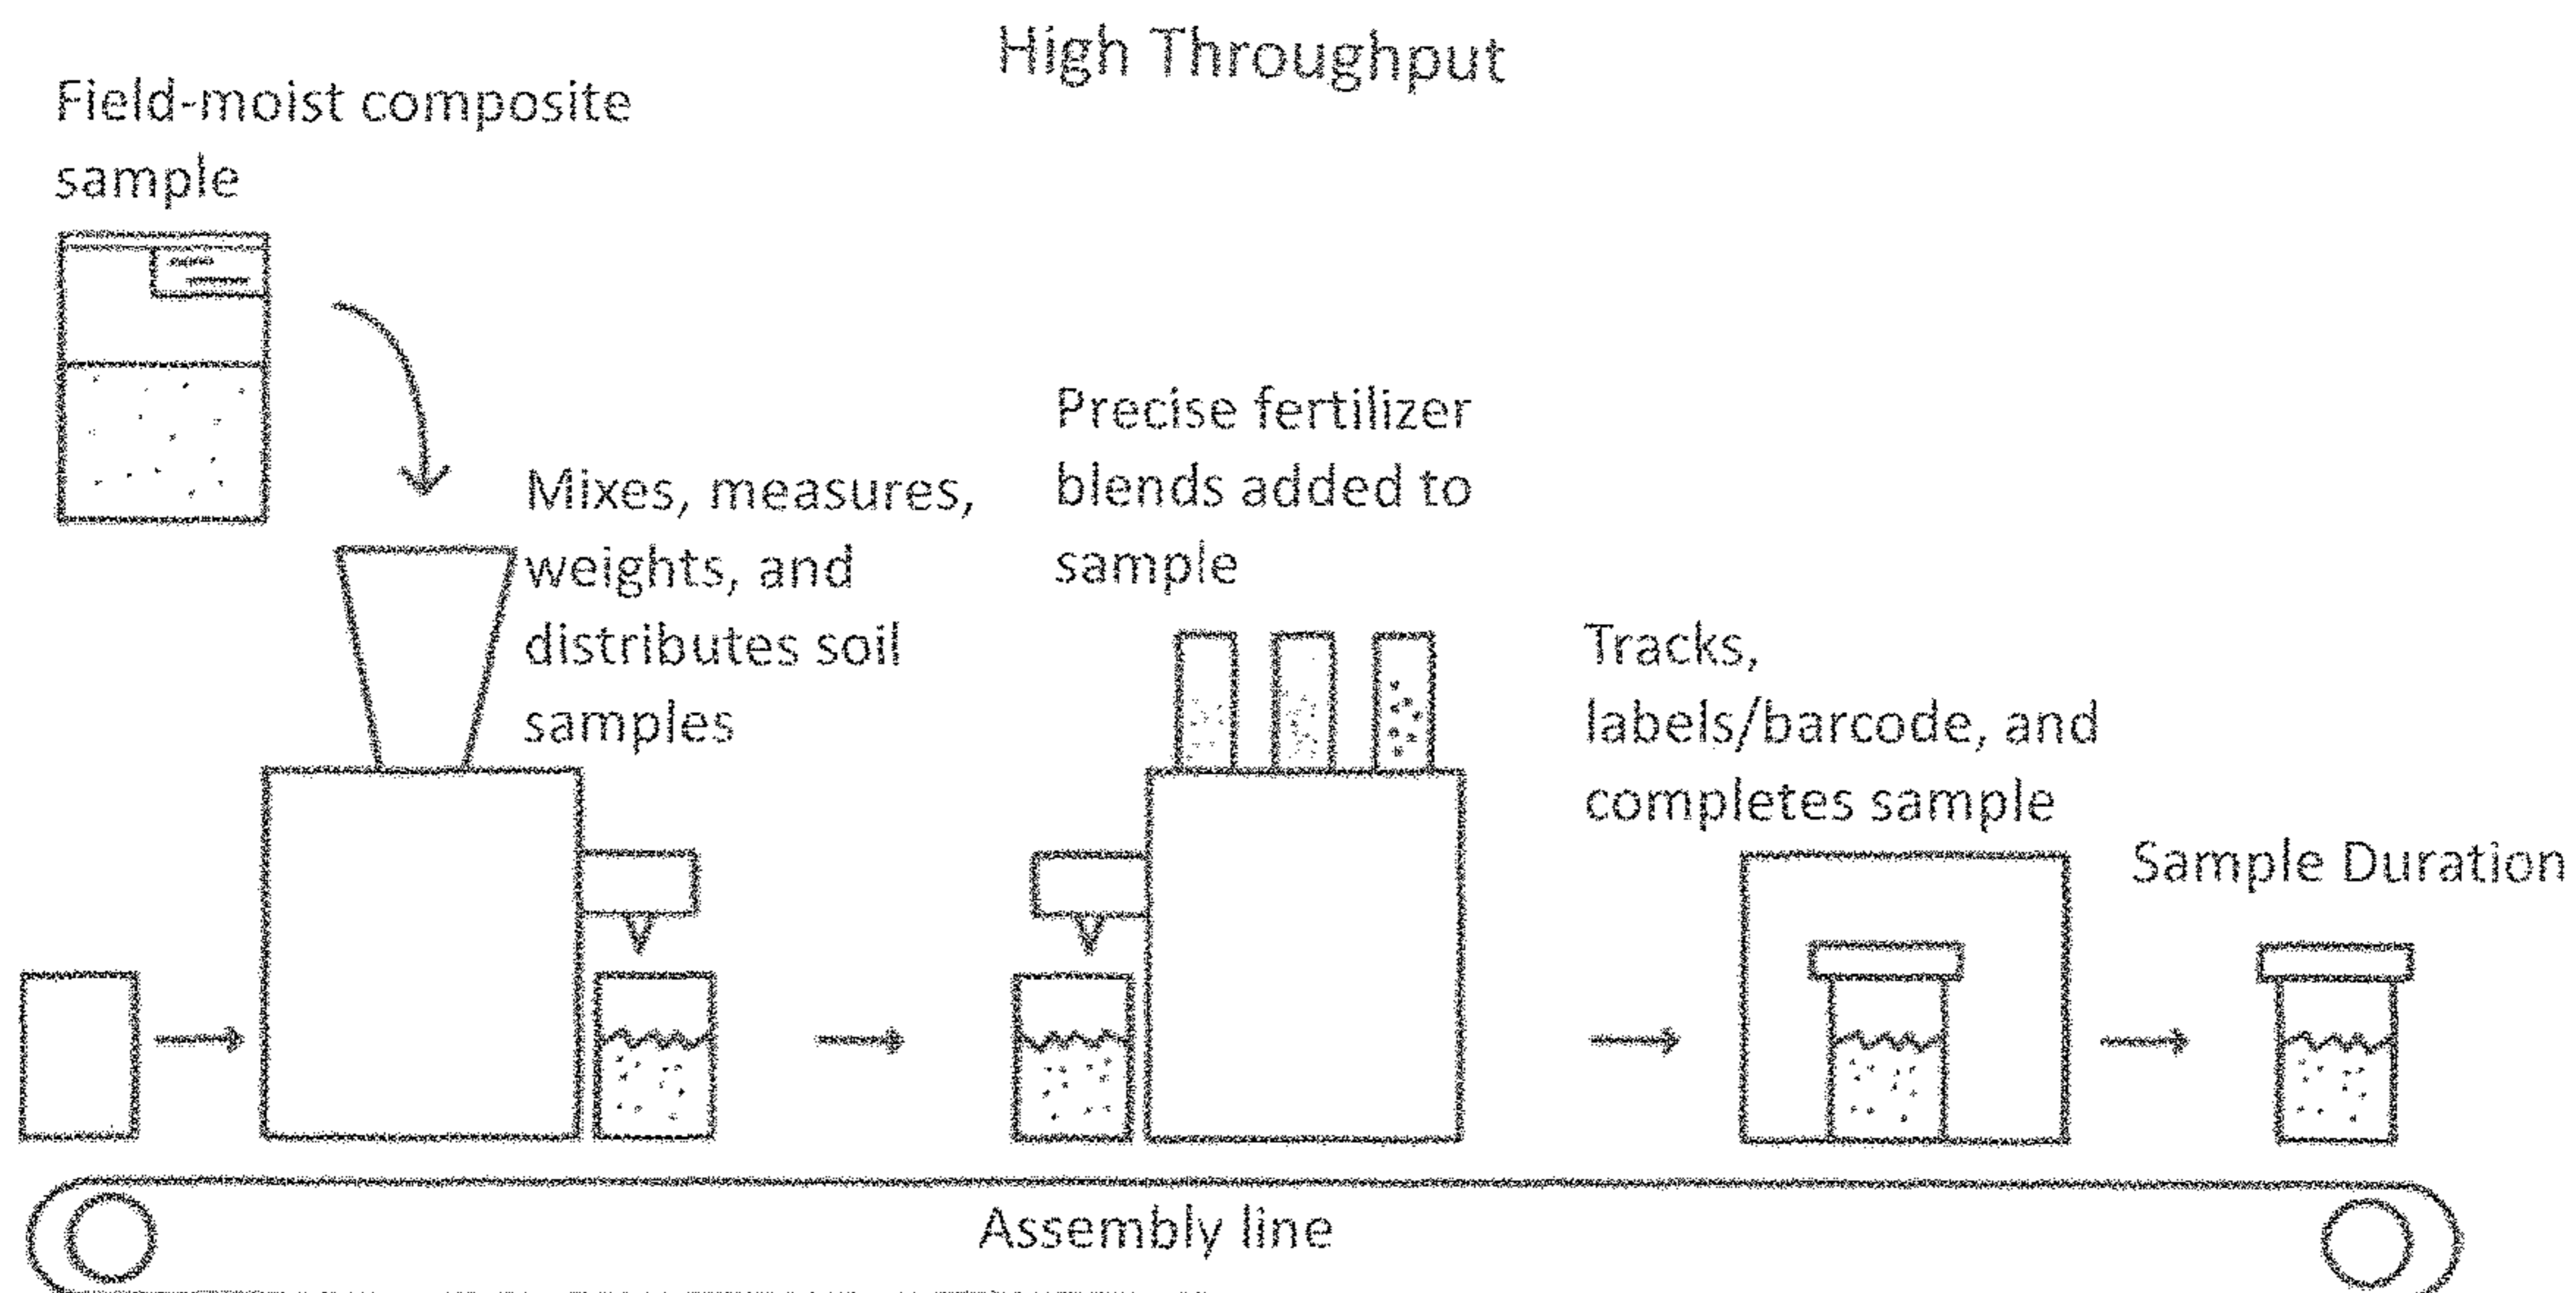 High Throughput
Field-moist composite
sample
Mixes, measures,
weights, and
distributes soil
samples
Precise fertilizer
blends added to
sample
Tracks,
labels/barcode, and
completes sample
Sample Duration
Assembly line